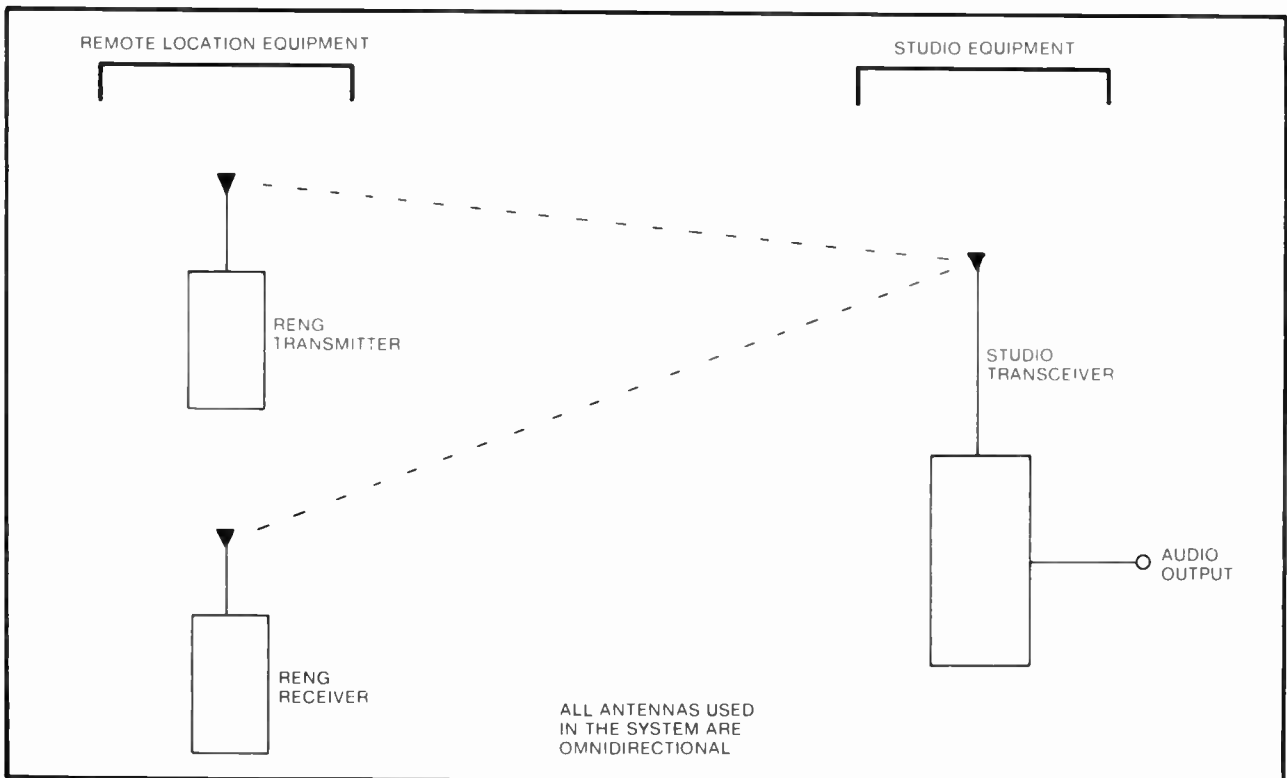 REMOTE LOCATION EQUIPMENT
STUDIO EQUIPMENT
RENG
TRANSMITTER
STUDIO
TRANSCEIVER
AUDIO
OUTPUT
RENG
RECEIVER
ALL ANTENNAS USED
IN THE SYSTEM ARE
OMNIDIRECTIONAL